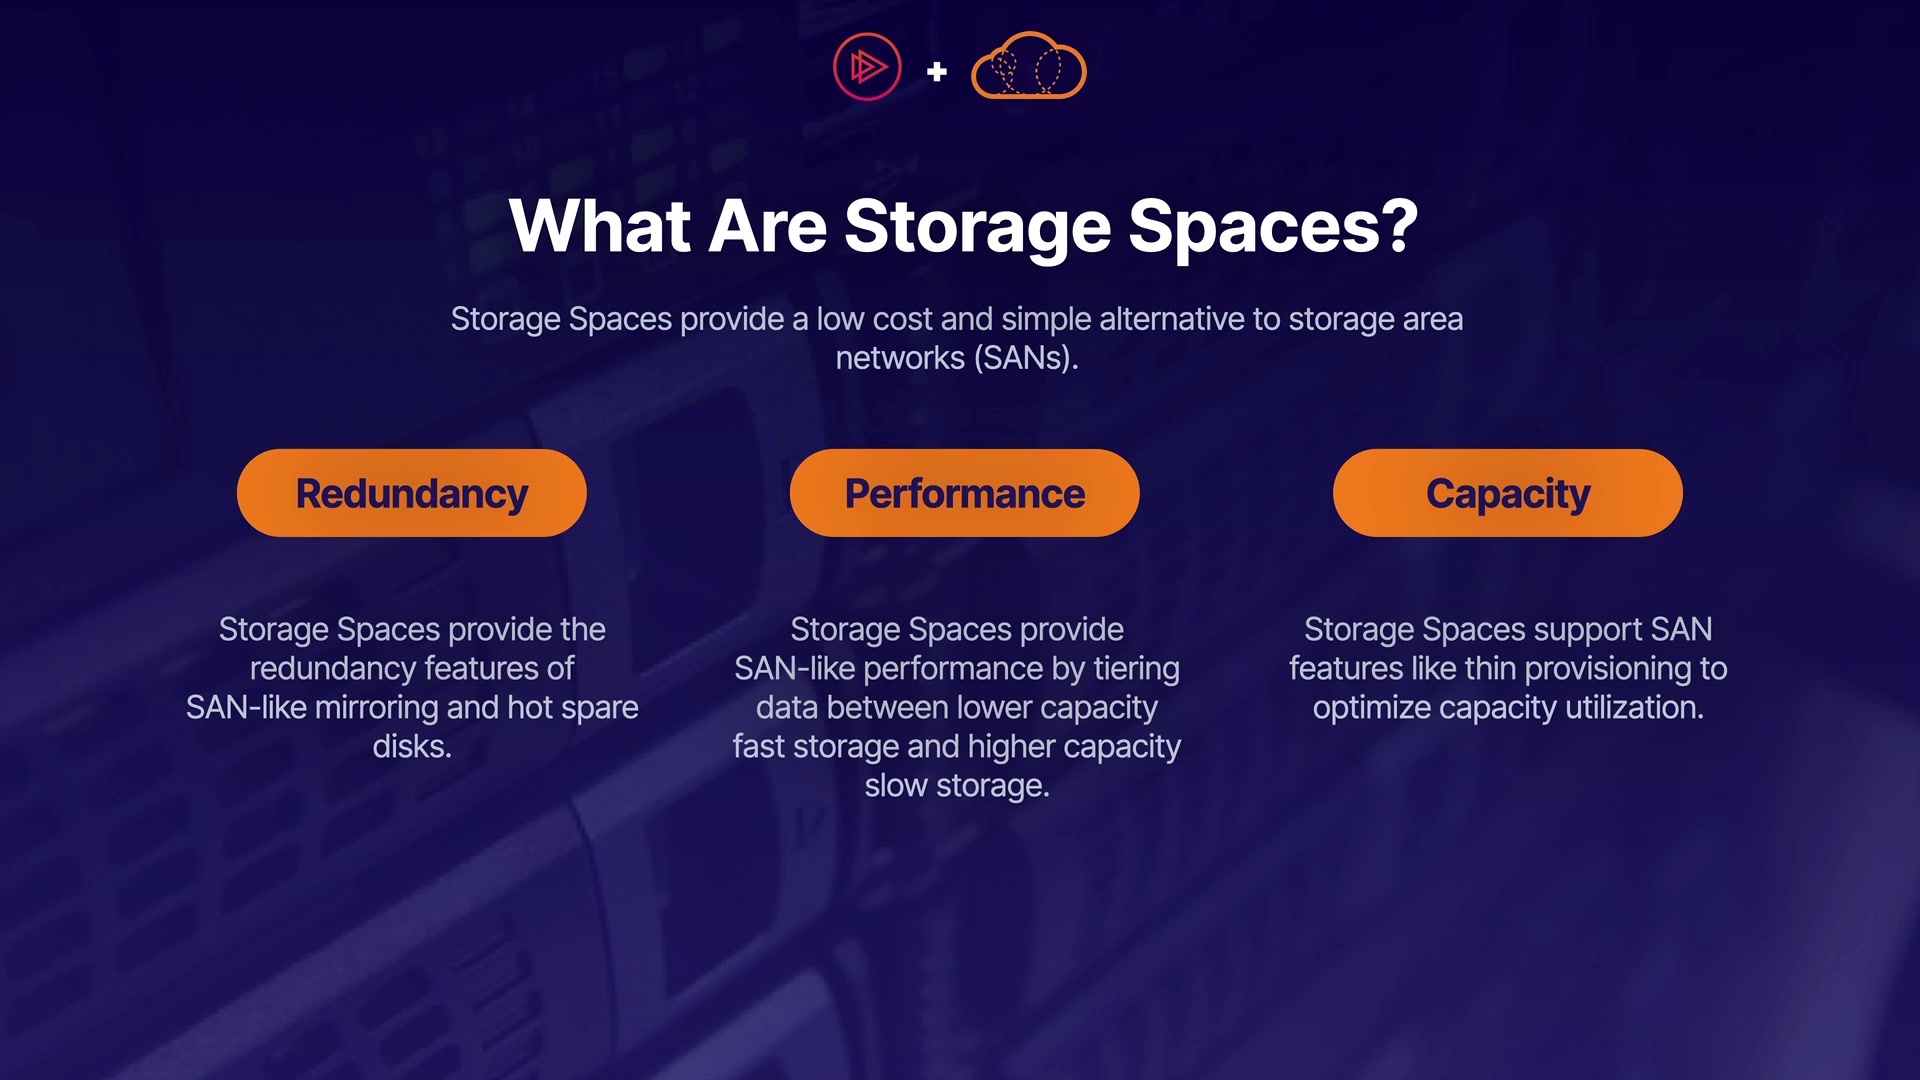 What Are Storage Spaces?
Storage Spaces provide a low cost and simple alternative to storage area
networks (SANs).
Redundancy
Performance
Capacity
Storage Spaces provide the
redundancy features of
SAN-like mirroring and hot spare
disks.
Storage Spaces provide
SAN-like performance by tiering
data between lower capacity
fast storage and higher capacity
slow storage.
Storage Spaces support SAN
features like thin provisioning to
optimize capacity utilization.